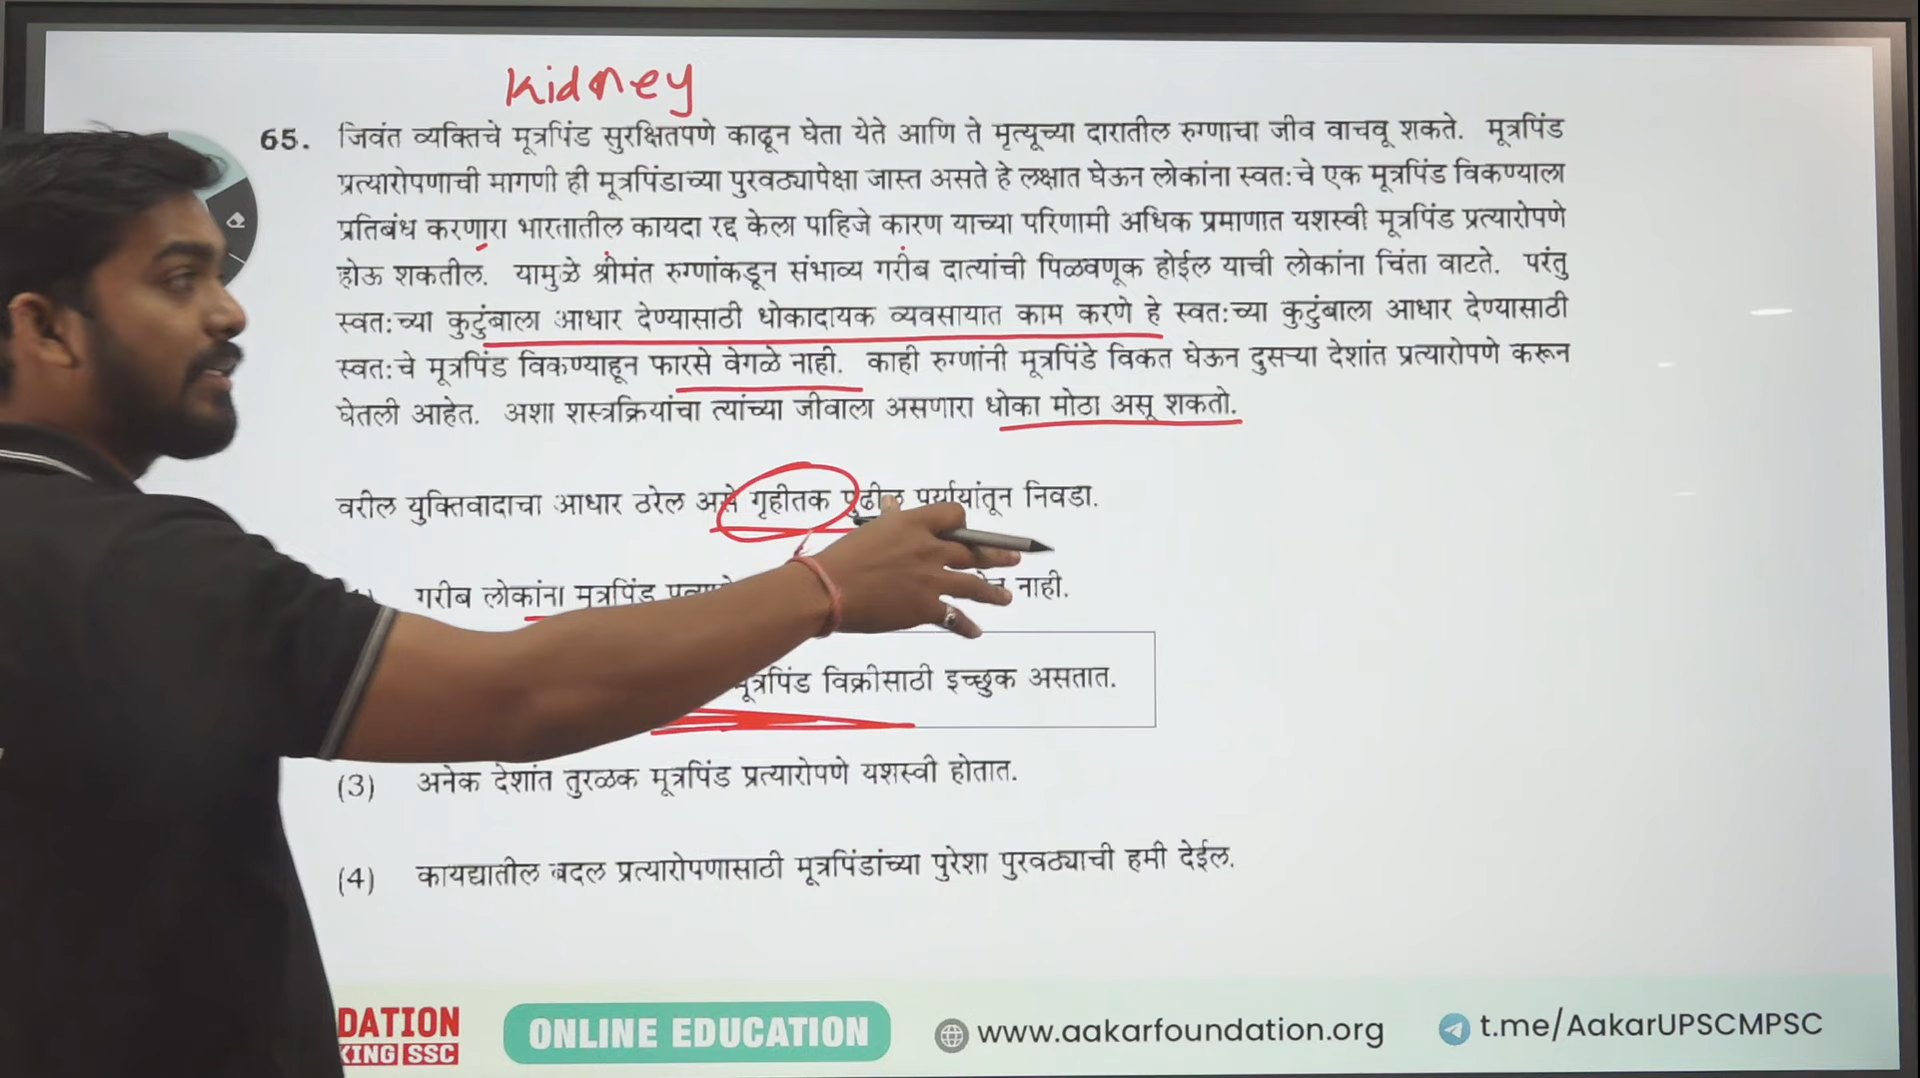 Kidney
65. जिवंत व्यक्तिचे मूत्रपिंड सुरक्षितपणे काढून घेता येते आणि ते मृत्यूच्या दारातील रुग्णाचा जीव वाचवू शकते. मूत्रपिंड
प्रत्यारोपणाची मागणी ही मूत्रपिंडाच्या पुरवठ्यापेक्षा जास्त असते हे लक्षात घेऊन लोकांना स्वतःचे एक मूत्रपिंड विकण्याला
प्रतिबंध करणारा भारतातील कायदा रद्द केला पाहिजे कारण याच्या परिणामी अधिक प्रमाणात यशस्वी मूत्रपिंड प्रत्यारोपणे
होऊ शकतील. यामुळे श्रीमंत रुग्णांकडून संभाव्य गरीब दात्यांची पिळवणूक होईल याची लोकांना चिंता वाटते. परंतु
स्वतःच्या कुटुंबाला आधार देण्यासाठी धोकादायक व्यवसायात काम करणे हे स्वतःच्या कुटुंबाला आधार देण्यासाठी
स्वतःचे मूत्रपिंड विकण्याहून फारसे वेगळे नाही. काही रुग्णांनी मूत्रपिंडे विकत घेऊन दुसऱ्या देशांत प्रत्यारोपणे करून
घेतली आहेत. अशा शस्त्रक्रियांचा त्यांच्या जीवाला असणारा धोका मोठा असू शकतो.
वरील युक्तिवादाचा आधार ठरेल असे गृहीतक पुढील पर्यायांतून निवडा.
गरीब लोकांना मूत्रपिंड नाही.
मूत्रपिंड विक्रीसाठी इच्छुक असतात.
(3) अनेक देशांत तुरळक मूत्रपिंड प्रत्यारोपणे यशस्वी होतात.
(4) कायद्यातील बदल प्रत्यारोपणासाठी मूत्रपिंडांच्या पुरेशा पुरवठ्याची हमी देईल.
DATION
KING SSC
ONLINE EDUCATION
www.aakarfoundation.org
t.me/AakarUPSCMPSC